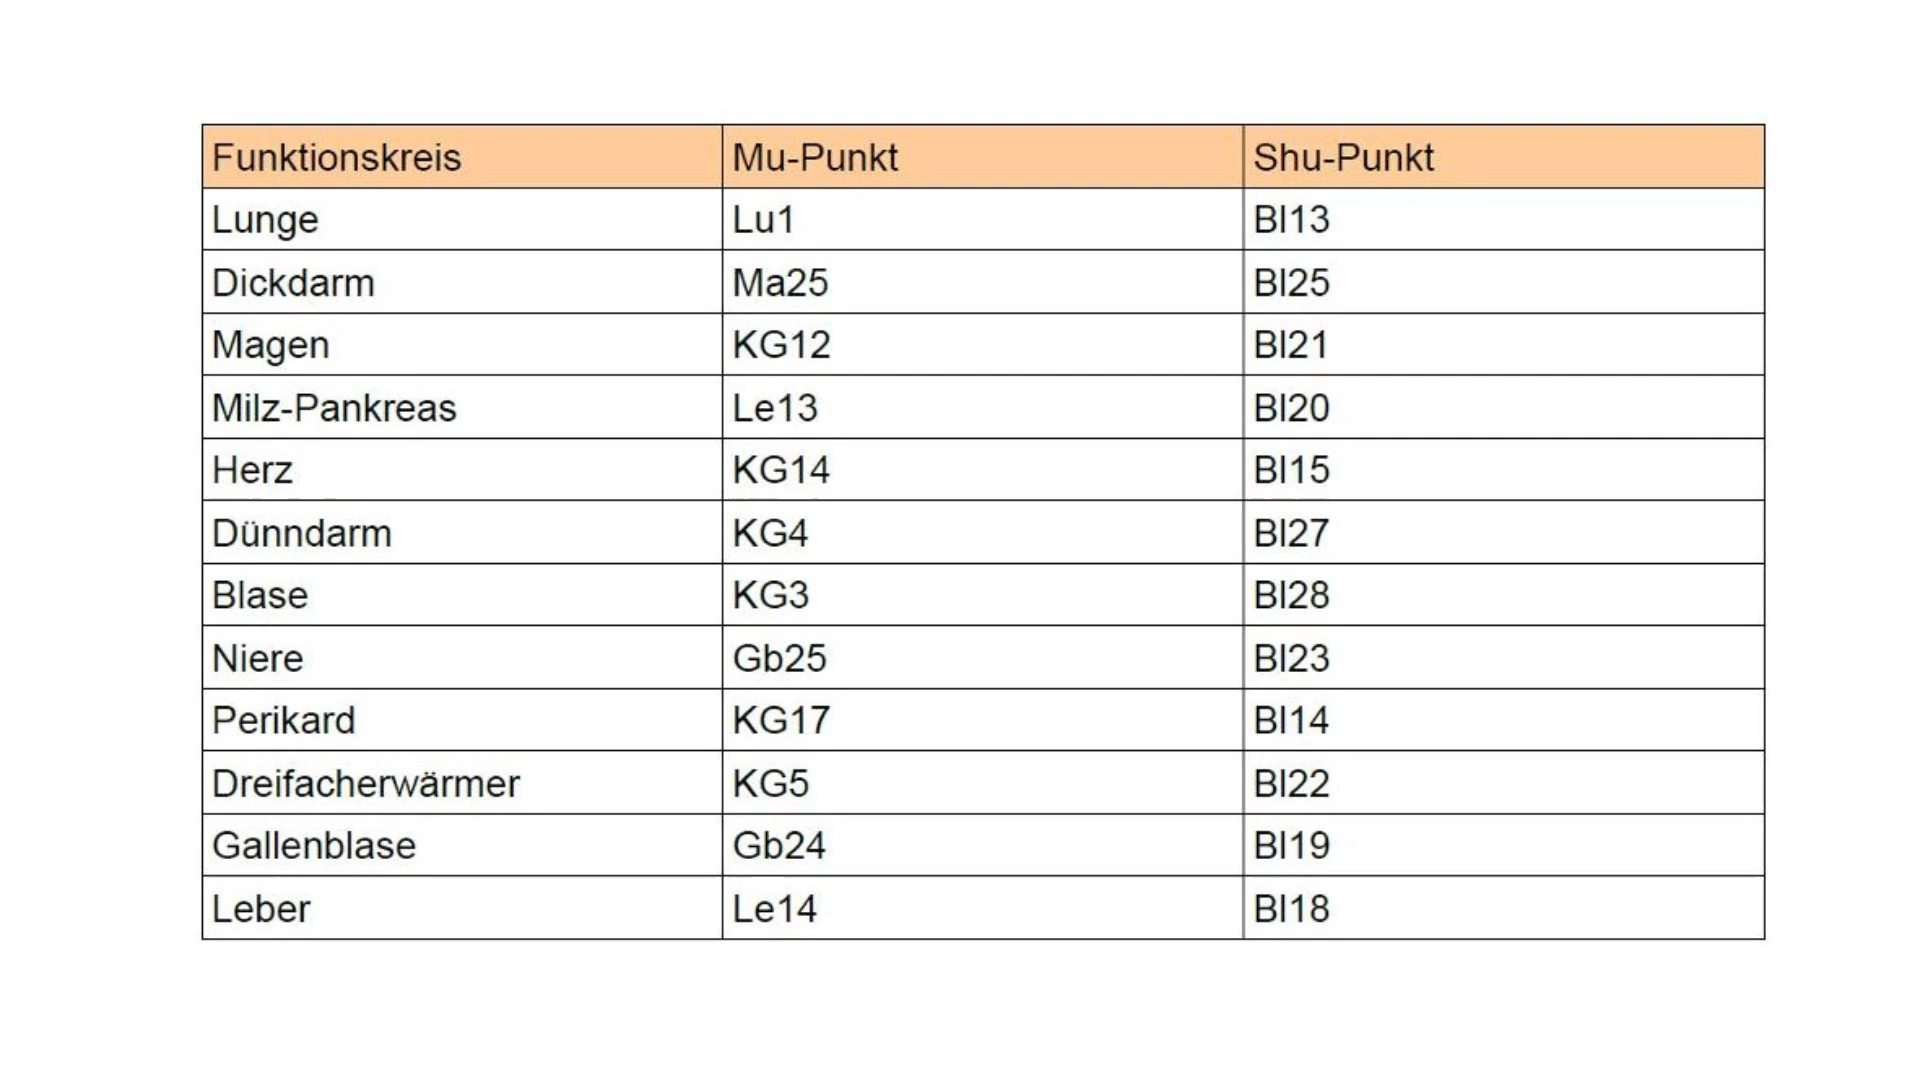 Funktionskreis Mu-Punkt Shu-Punkt
Lunge Lu1 Bl13
Dickdarm Ma25 Bl25
Magen KG12 Bl21
Milz-Pankreas Le13 Bl20
Herz KG14 Bl15
Dünndarm KG4 Bl27
Blase KG3 Bl28
Niere Gb25 Bl23
Perikard KG17 Bl14
Dreifacherwärmer KG5 Bl22
Gallenblase Gb24 Bl19
Leber Le14 Bl18